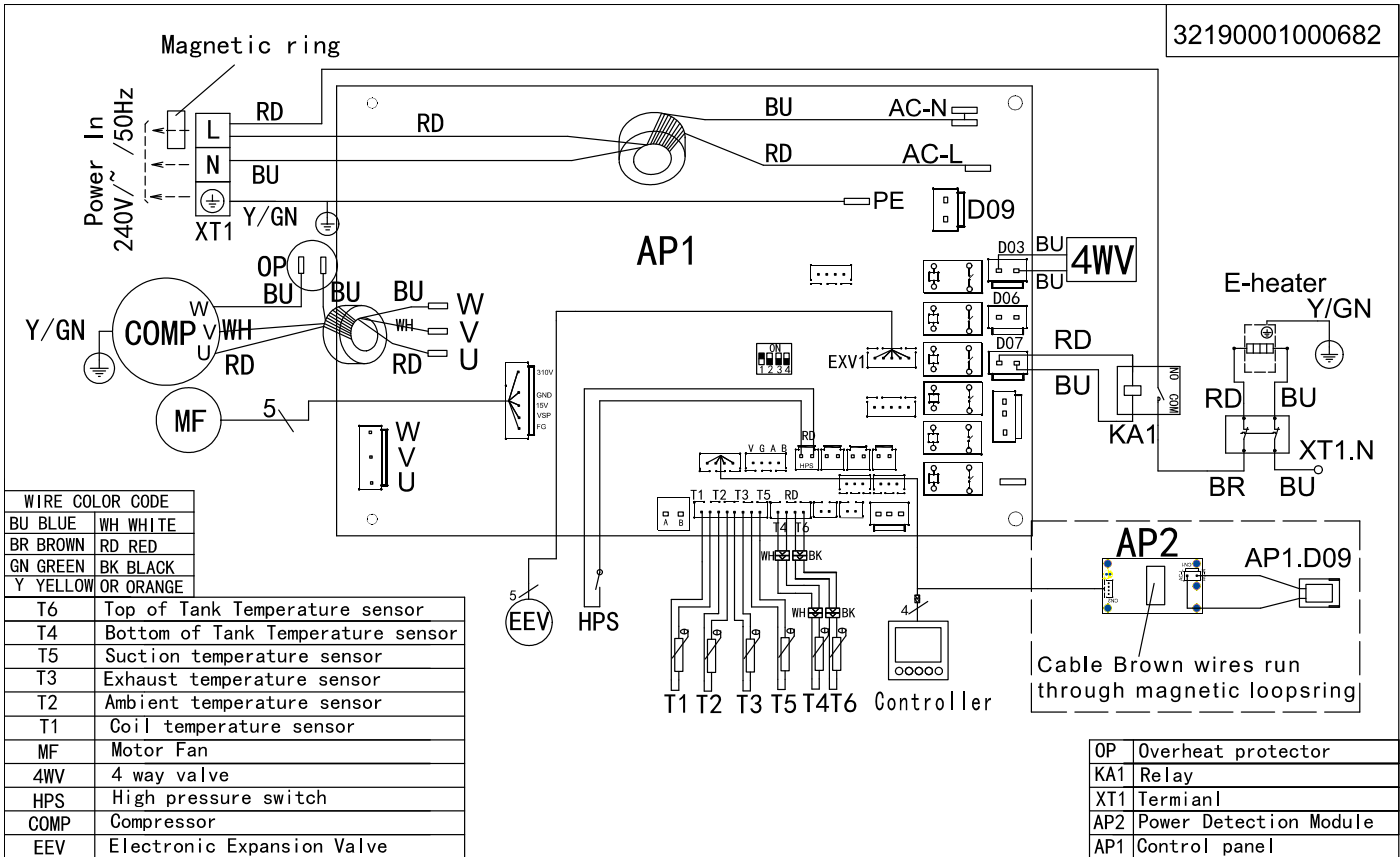 32190001000682
Magnetic ring
Power In
240V/~ /50Hz
L
N
XT1
RD
RD
BU
Y/GN
BU
AC-N
RD
AC-L
PE
D09
AP1
OP
BU
BU
BU
W
WH
V
RD
U
Y/GN
COMP
W
V
U
WH
RD
RD
MF
5
310V
GND
15V
VSP
FG
W
V
U
ON
1 2 3 4
EXV1
D03
BU
BU
4WV
D06
D07
RD
BU
NO
COM
KA1
E-heater
Y/GN
RD
BU
XT1.N
BR
BU
V G A B
RD
HPS
A B
T1 T2 T3 T5 RD
T4 T6
WH
BK
WH
BK
5
EEV
HPS
4
T1 T2 T3 T5 T4 T6
Controller
AP2
CN1
CN2
AP1.D09
Cable Brown wires run
through magnetic loopsring
WIRE COLOR CODE
BU BLUE WH WHITE
BR BROWN RD RED
GN GREEN BK BLACK
Y YELLOW OR ORANGE
T6 Top of Tank Temperature sensor
T4 Bottom of Tank Temperature sensor
T5 Suction temperature sensor
T3 Exhaust temperature sensor
T2 Ambient temperature sensor
T1 Coil temperature sensor
MF Motor Fan
4WV 4 way valve
HPS High pressure switch
COMP Compressor
EEV Electronic Expansion Valve
OP Overheat protector
KA1 Relay
XT1 Termianl
AP2 Power Detection Module
AP1 Control panel